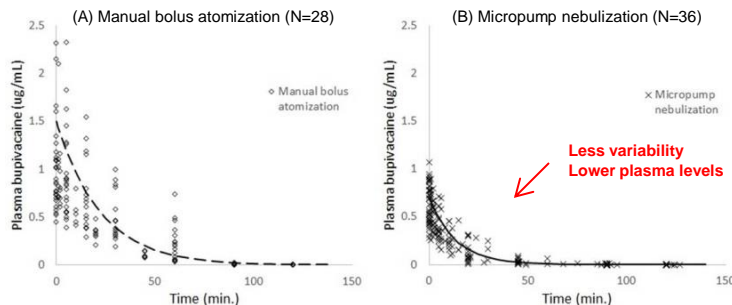 (A) Manual bolus atomization (N=28)
Plasma bupivacaine (ug/mL)
2.5
2
1.5
1
0.5
0
0
50
100
150
Time (min.)
Manual bolus
atomization
(B) Micropump nebulization (N=36)
Plasma bupivacaine (ug/mL)
2.5
2
1.5
1
0.5
0
0
50
100
150
Time (min.)
Micropump
nebulization
Less variability
Lower plasma levels